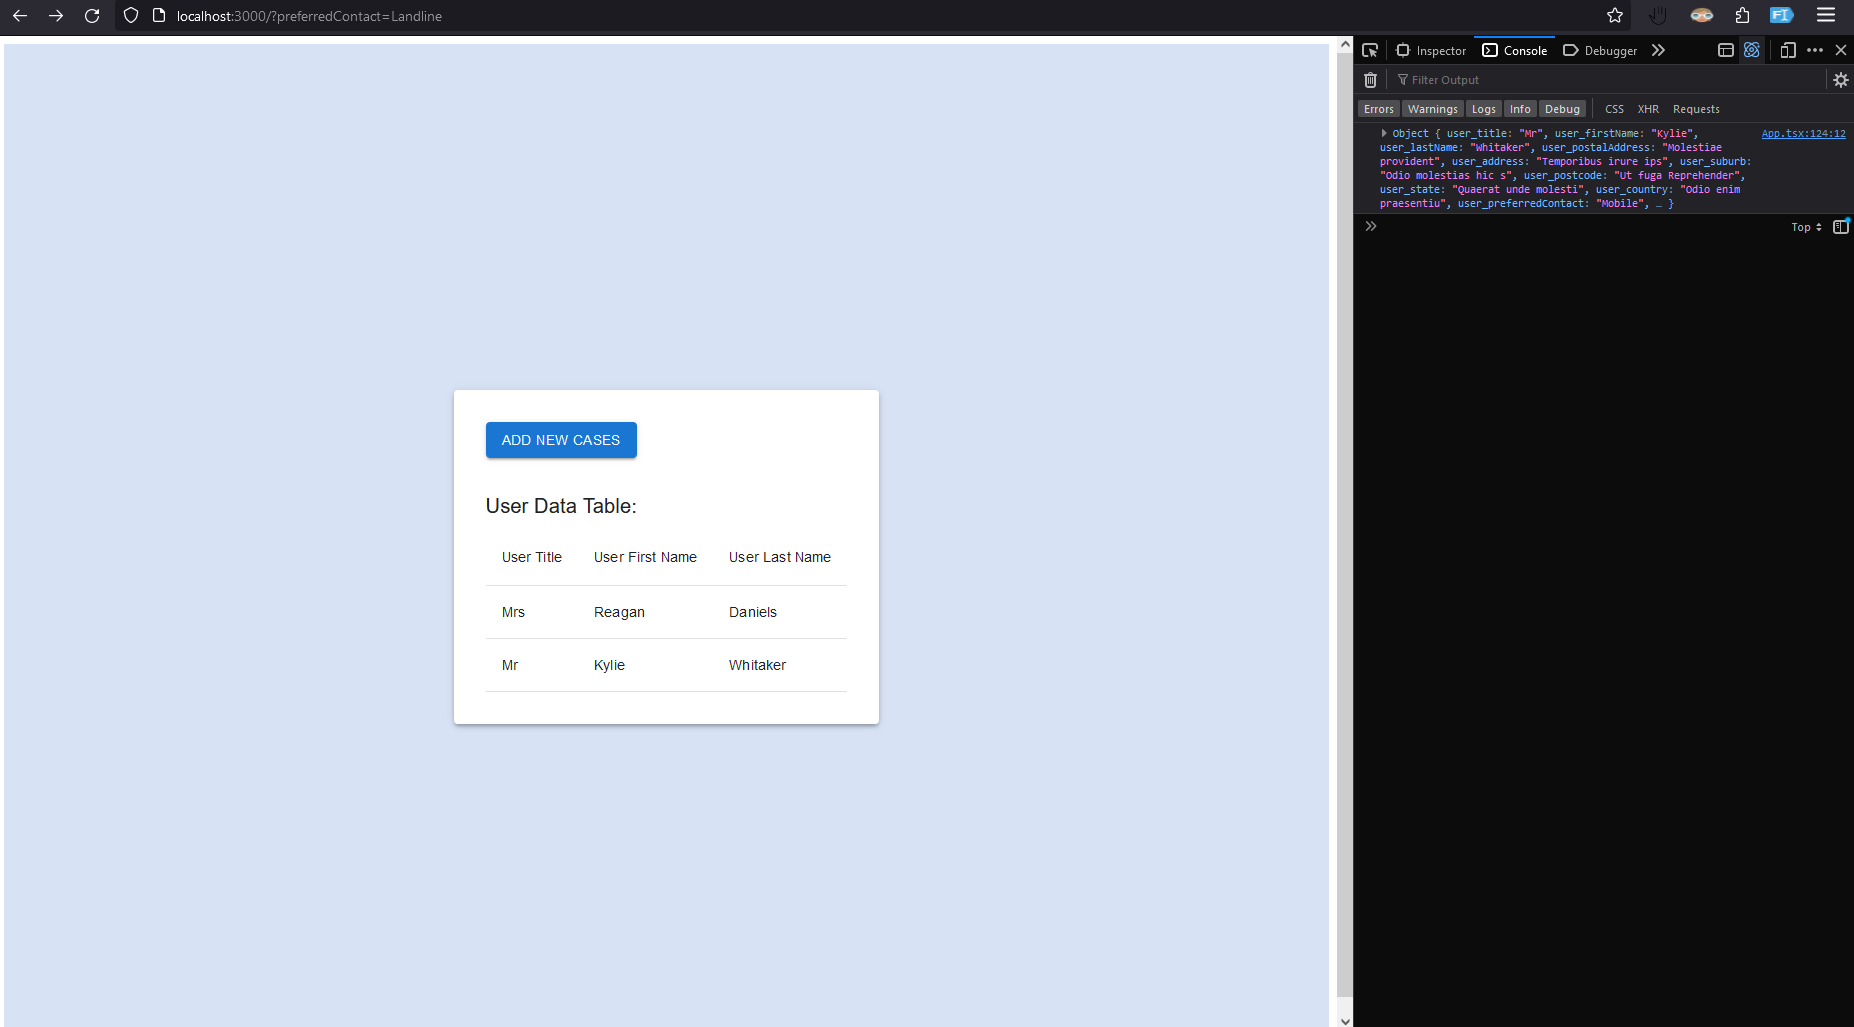 localhost:3000/?preferredContact=Landline
Inspector Console Debugger
Filter Output
Errors Warnings Logs Info Debug CSS XHR Requests
Object { user_title: "Mr", user_firstName: "Kylie", App.tsx:124:12
user_lastName: "Whitaker", user_postalAddress: "Molestiae
provident", user_address: "Temporibus irure ips", user_suburb:
"Odio molestias hic s", user_postcode: "Ut fuga Reprehender",
user_state: "Quaerat unde molesti", user_country: "Odio enim
praesentiu", user_preferredContact: "Mobile", … }
Top
ADD NEW CASES
User Data Table:
User Title User First Name User Last Name
Mrs Reagan Daniels
Mr Kylie Whitaker